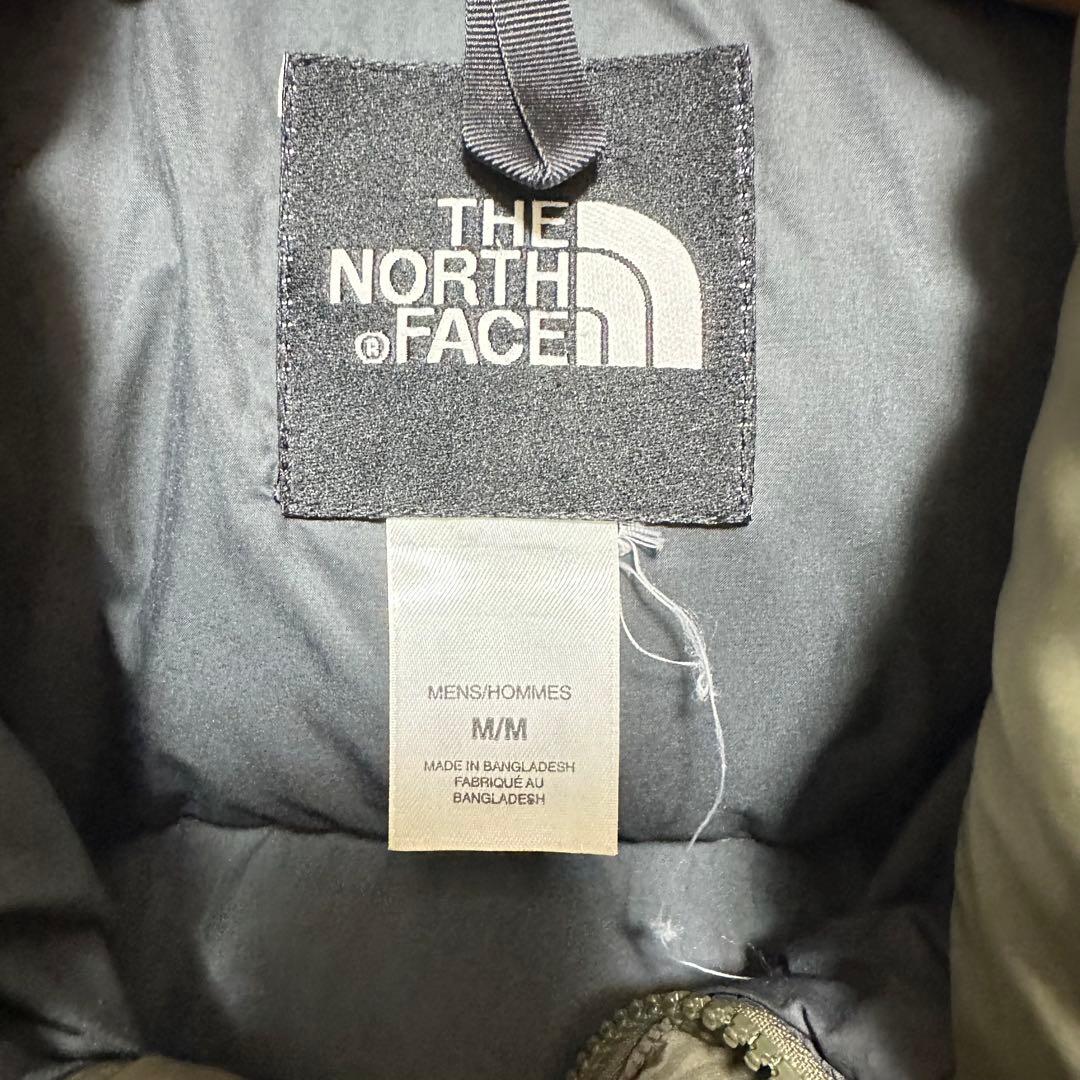 THE
NORTH
®FACE
MENS/HOMMES
M/M
MADE IN BANGLADESH
FABRIQUÉ AU
BANGLADESH